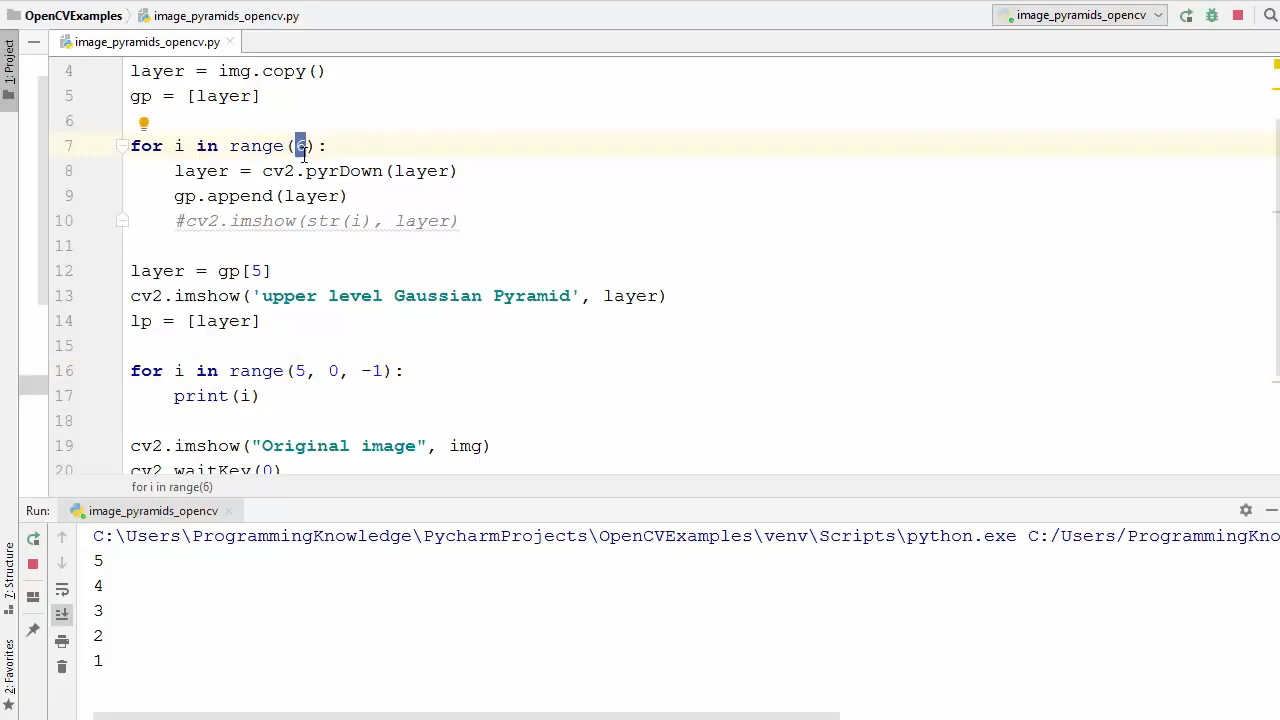 OpenCVExamples image_pyramids_opencv.py image_pyramids_opencv
image_pyramids_opencv.py
1: Project
4 layer = img.copy()
5 gp = [layer]
6
7 for i in range(6):
8 layer = cv2.pyrDown(layer)
9 gp.append(layer)
10 #cv2.imshow(str(i), layer)
11
12 layer = gp[5]
13 cv2.imshow('upper level Gaussian Pyramid', layer)
14 lp = [layer]
15
16 for i in range(5, 0, -1):
17 print(i)
18
19 cv2.imshow("Original image", img)
20 cv2.waitKey(0)
for i in range(6)
Run: image_pyramids_opencv
C:\Users\ProgrammingKnowledge\PycharmProjects\OpenCVExamples\venv\Scripts\python.exe C:/Users/ProgrammingKno
5
4
3
2
1
7: Structure
2: Favorites